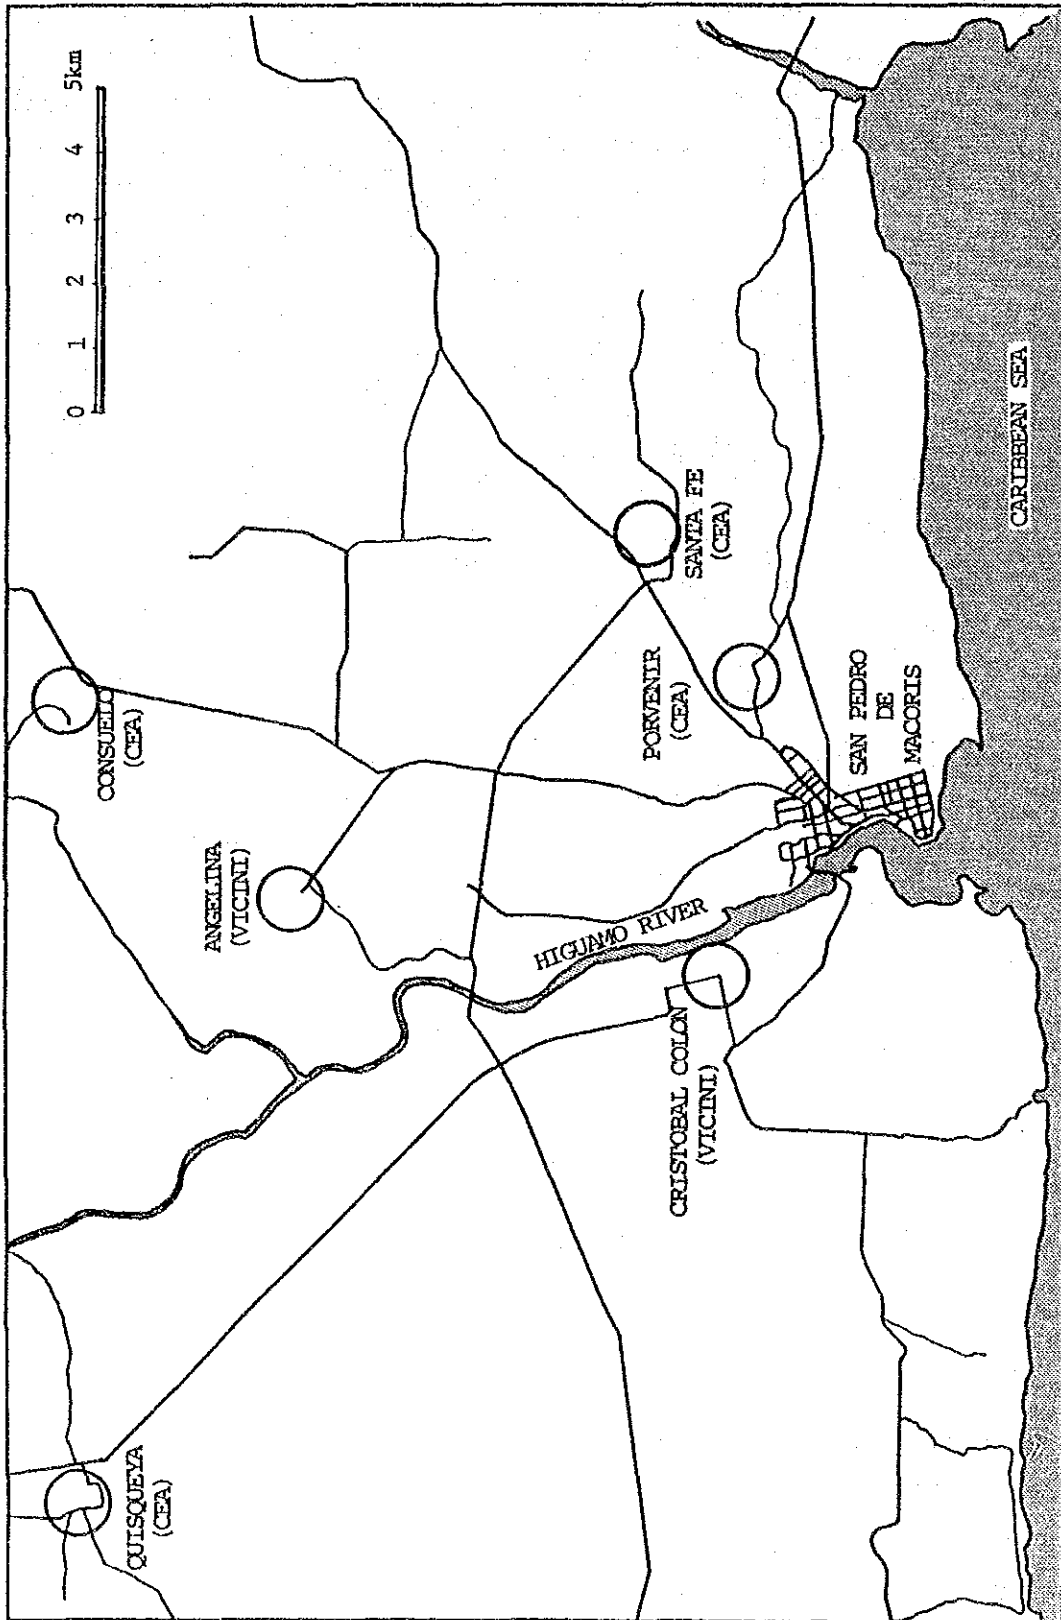 0 1 2 3 4 5km
CONSUELO
(CEA)
QUISQUEYA
(CEA)
ANGELINA
(VICINI)
HIGUAMO RIVER
SANTA FE
(CEA)
PORVENIR
(CEA)
CRISTOBAL COLON
(VICINI)
SAN PEDRO
DE
MACORIS
CARIBBEAN SEA